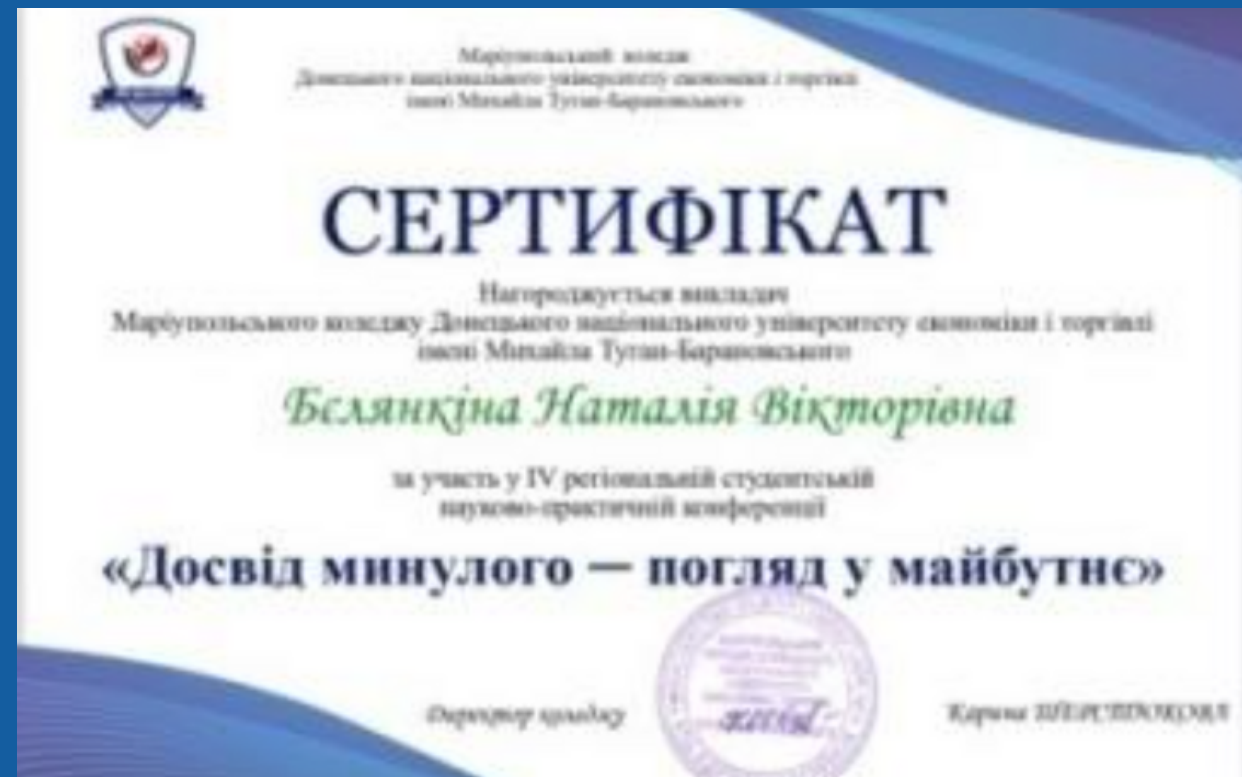 Маріупольський коледж
Донецького національного університету економіки і торгівлі
імені Михайла Туган-Барановського
СЕРТИФІКАТ
Нагороджується викладач
Маріупольського коледжу Донецького національного університету економіки і торгівлі
імені Михайла Туган-Барановського
Бєлянкіна Наталія Вікторівна
за участь у IV регіональній студентській
науково-практичній конференції
«Досвід минулого — погляд у майбутнє»
Директор коледжу
Карина